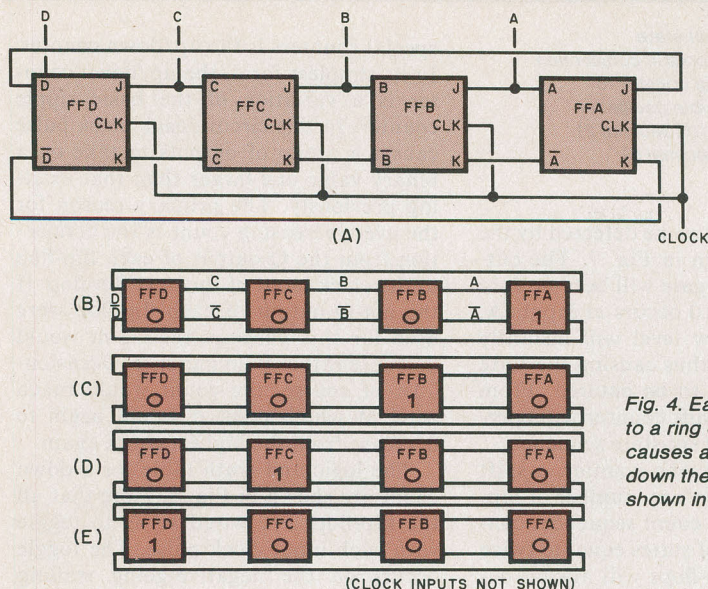 D C B A
D J C J B J A J
FFD FFC FFB FFA
CLK CLK CLK CLK
D̅ K C̅ K B̅ K A̅ K
(A)
CLOCK
C B A
(B) D FFD FFC FFB FFA
D̅ 0 C̅ 0 B̅ 0 A̅ 1
(C) FFD FFC FFB FFA
0 0 1 0
(D) FFD FFC FFB FFA
0 1 0 0
(E) FFD FFC FFB FFA
1 0 0 0
(CLOCK INPUTS NOT SHOWN)
Fig. 4. Ea
to a ring
causes a
down the
shown in